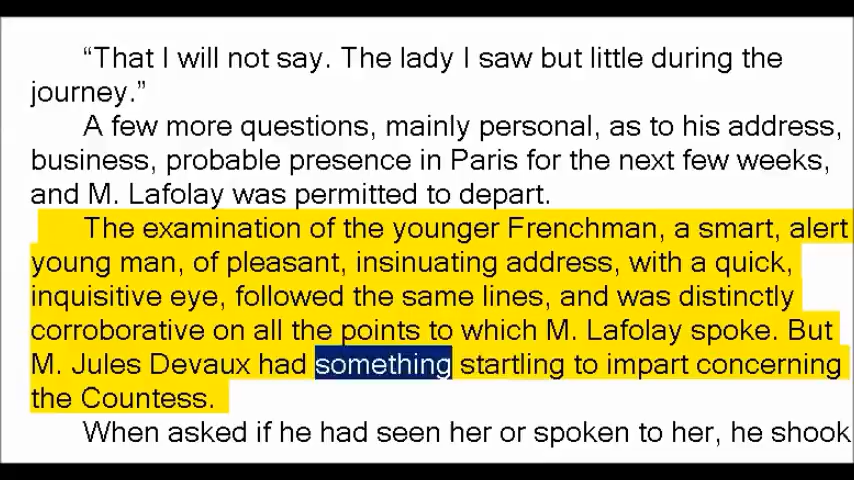 “That I will not say. The lady I saw but little during the
journey.”
A few more questions, mainly personal, as to his address,
business, probable presence in Paris for the next few weeks,
and M. Lafolay was permitted to depart.
The examination of the younger Frenchman, a smart, alert
young man, of pleasant, insinuating address, with a quick,
inquisitive eye, followed the same lines, and was distinctly
corroborative on all the points to which M. Lafolay spoke. But
M. Jules Devaux had something startling to impart concerning
the Countess.
When asked if he had seen her or spoken to her, he shook